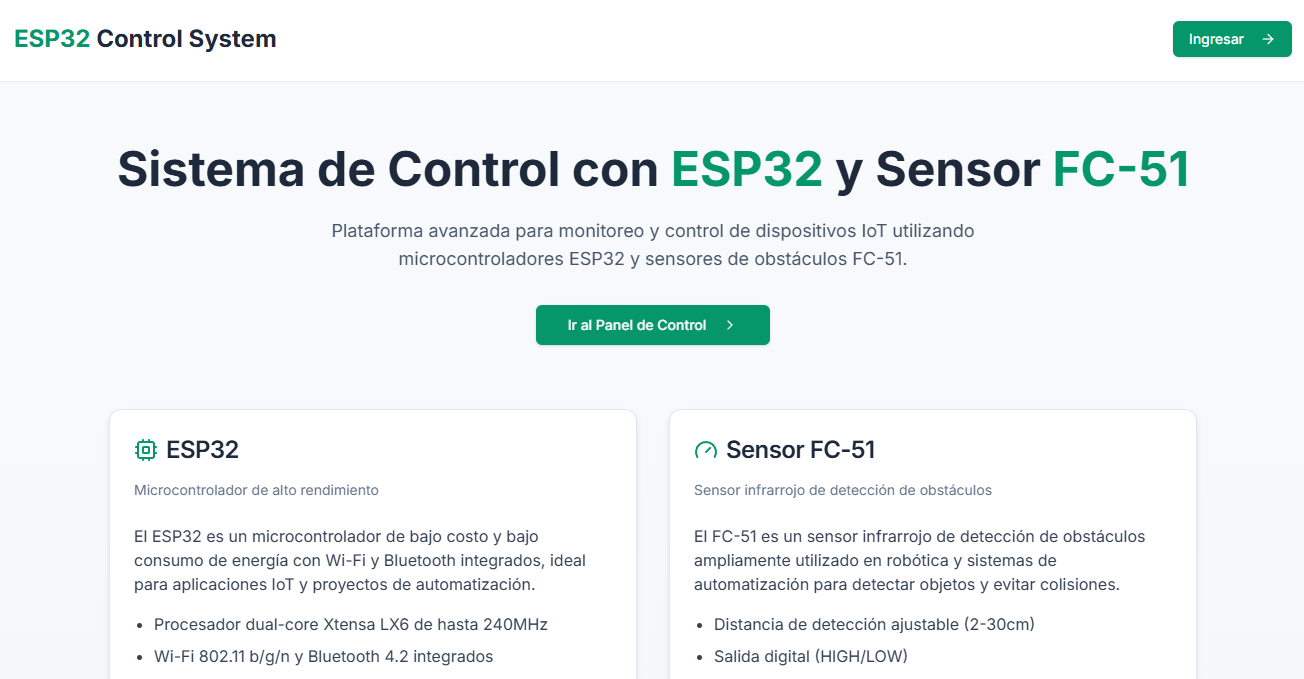 ESP32 Control System
Ingresar
Sistema de Control con ESP32 y Sensor FC-51
Plataforma avanzada para monitoreo y control de dispositivos IoT utilizando
microcontroladores ESP32 y sensores de obstáculos FC-51.
Ir al Panel de Control
ESP32
Microcontrolador de alto rendimiento
El ESP32 es un microcontrolador de bajo costo y bajo
consumo de energía con Wi-Fi y Bluetooth integrados, ideal
para aplicaciones IoT y proyectos de automatización.
• Procesador dual-core Xtensa LX6 de hasta 240MHz
• Wi-Fi 802.11 b/g/n y Bluetooth 4.2 integrados
Sensor FC-51
Sensor infrarrojo de detección de obstáculos
El FC-51 es un sensor infrarrojo de detección de obstáculos
ampliamente utilizado en robótica y sistemas de
automatización para detectar objetos y evitar colisiones.
• Distancia de detección ajustable (2-30cm)
• Salida digital (HIGH/LOW)